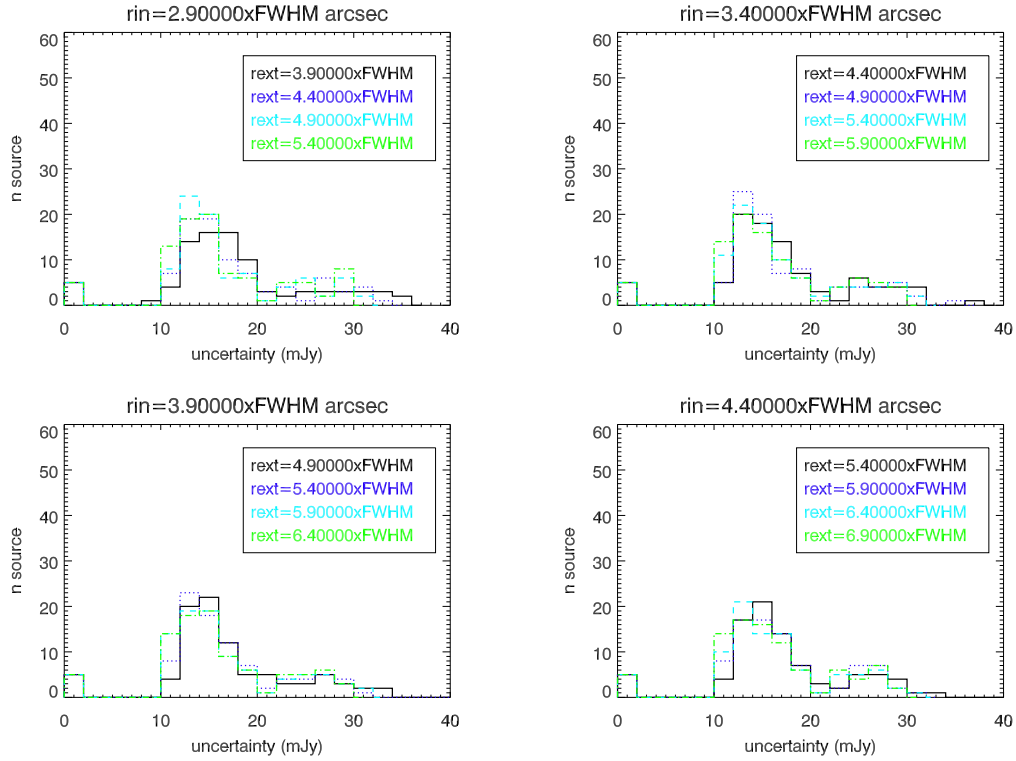 rin=2.90000xFWHM arcsec
60
50
40
30
20
10
0
n source
rext=3.90000xFWHM
rext=4.40000xFWHM
rext=4.90000xFWHM
rext=5.40000xFWHM
0 10 20 30 40
uncertainty (mJy)
rin=3.40000xFWHM arcsec
60
50
40
30
20
10
0
n source
rext=4.40000xFWHM
rext=4.90000xFWHM
rext=5.40000xFWHM
rext=5.90000xFWHM
0 10 20 30 40
uncertainty (mJy)
rin=3.90000xFWHM arcsec
60
50
40
30
20
10
0
n source
rext=4.90000xFWHM
rext=5.40000xFWHM
rext=5.90000xFWHM
rext=6.40000xFWHM
0 10 20 30 40
uncertainty (mJy)
rin=4.40000xFWHM arcsec
60
50
40
30
20
10
0
n source
rext=5.40000xFWHM
rext=5.90000xFWHM
rext=6.40000xFWHM
rext=6.90000xFWHM
0 10 20 30 40
uncertainty (mJy)